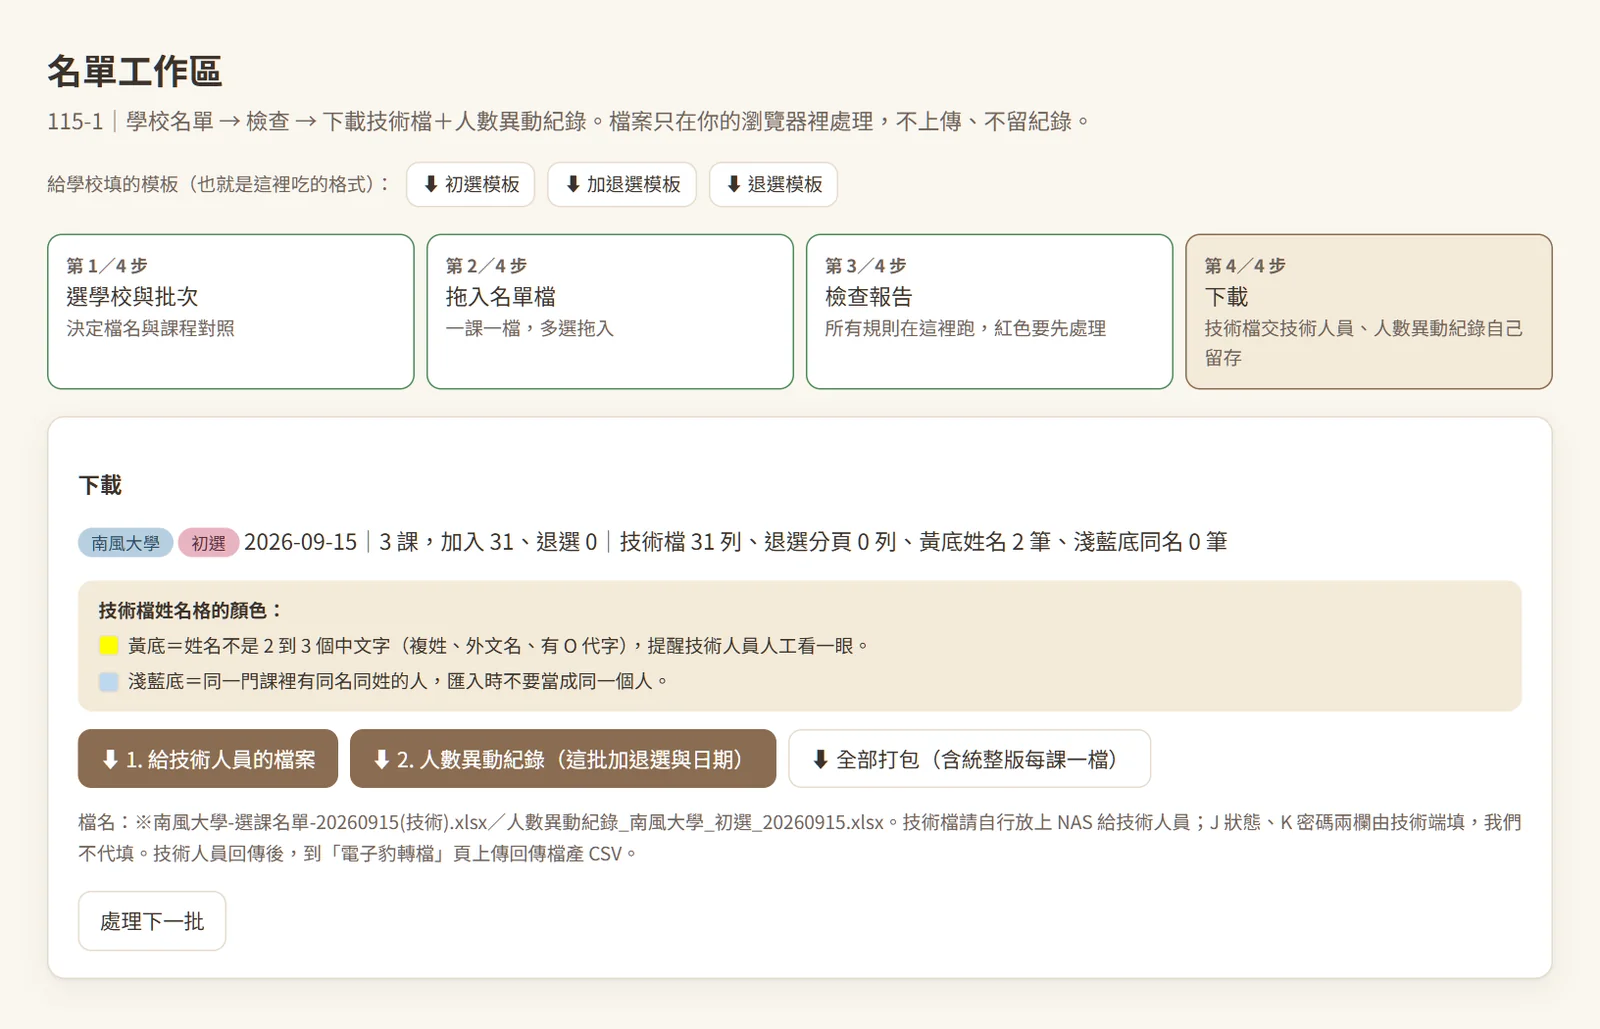 名單工作區
115-1｜學校名單 → 檢查 → 下載技術檔＋人數異動紀錄。檔案只在你的瀏覽器裡處理，不上傳、不留紀錄。
給學校填的模板（也就是這裡吃的格式）： ⬇ 初選模板 ⬇ 加退選模板 ⬇ 退選模板
第 1／4 步
選學校與批次
決定檔名與課程對照
第 2／4 步
拖入名單檔
一課一檔，多選拖入
第 3／4 步
檢查報告
所有規則在這裡跑，紅色要先處理
第 4／4 步
下載
技術檔交技術人員、人數異動紀錄自己
留存
下載
南風大學 初選 2026-09-15｜3 課，加入 31、退選 0｜技術檔 31 列、退選分頁 0 列、黃底姓名 2 筆、淺藍底同名 0 筆
技術檔姓名格的顏色：
黃底＝姓名不是 2 到 3 個中文字（複姓、外文名、有 O 代字），提醒技術人員人工看一眼。
淺藍底＝同一門課裡有同名同姓的人，匯入時不要當成同一個人。
⬇ 1. 給技術人員的檔案 ⬇ 2. 人數異動紀錄（這批加退選與日期） ⬇ 全部打包（含統整版每課一檔）
檔名：※南風大學-選課名單-20260915(技術).xlsx／人數異動紀錄_南風大學_初選_20260915.xlsx。技術檔請自行放上 NAS 給技術人員；J 狀態、K 密碼兩欄由技術端填，我們
不代填。技術人員回傳後，到「電子豹轉檔」頁上傳回傳檔產 CSV。
處理下一批